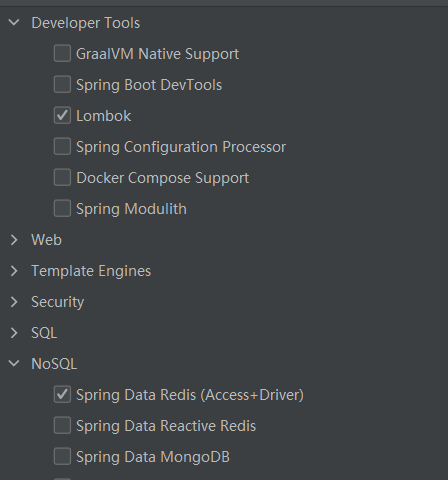 Developer Tools
GraalVM Native Support
Spring Boot DevTools
Lombok
Spring Configuration Processor
Docker Compose Support
Spring Modulith
Web
Template Engines
Security
SQL
NoSQL
Spring Data Redis (Access+Driver)
Spring Data Reactive Redis
Spring Data MongoDB